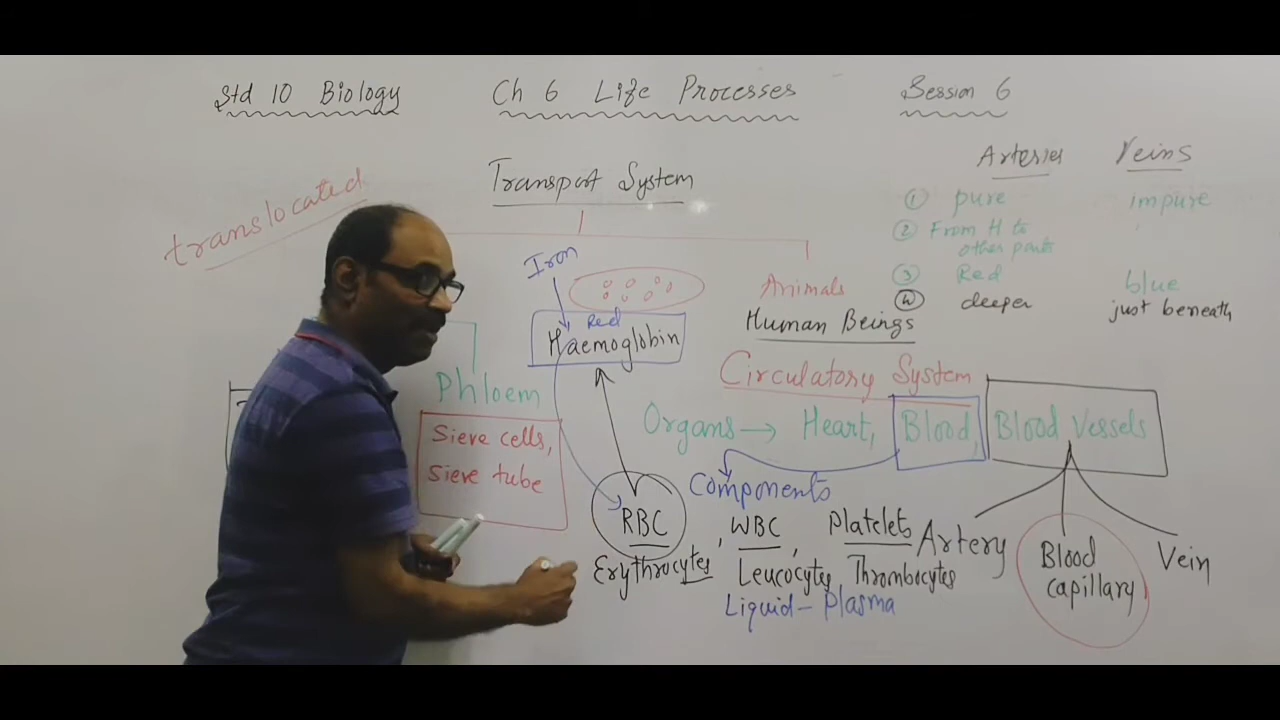 Std 10 Biology
Ch 6 Life Processes
Session 6
Transport System
translocated
Arteries Veins
① pure impure
② From H to
other parts
③ Red blue
④ deeper just beneath
Iron
Red
Haemoglobin
Animals
Human Beings
Circulatory System
Organs → Heart, Blood, Blood Vessels
Phloem
Sieve cells,
Sieve tube
Components
RBC, WBC, Platelets
Erythrocytes Leucocytes Thrombocytes
Liquid - Plasma
Artery
Blood
capillary
Vein